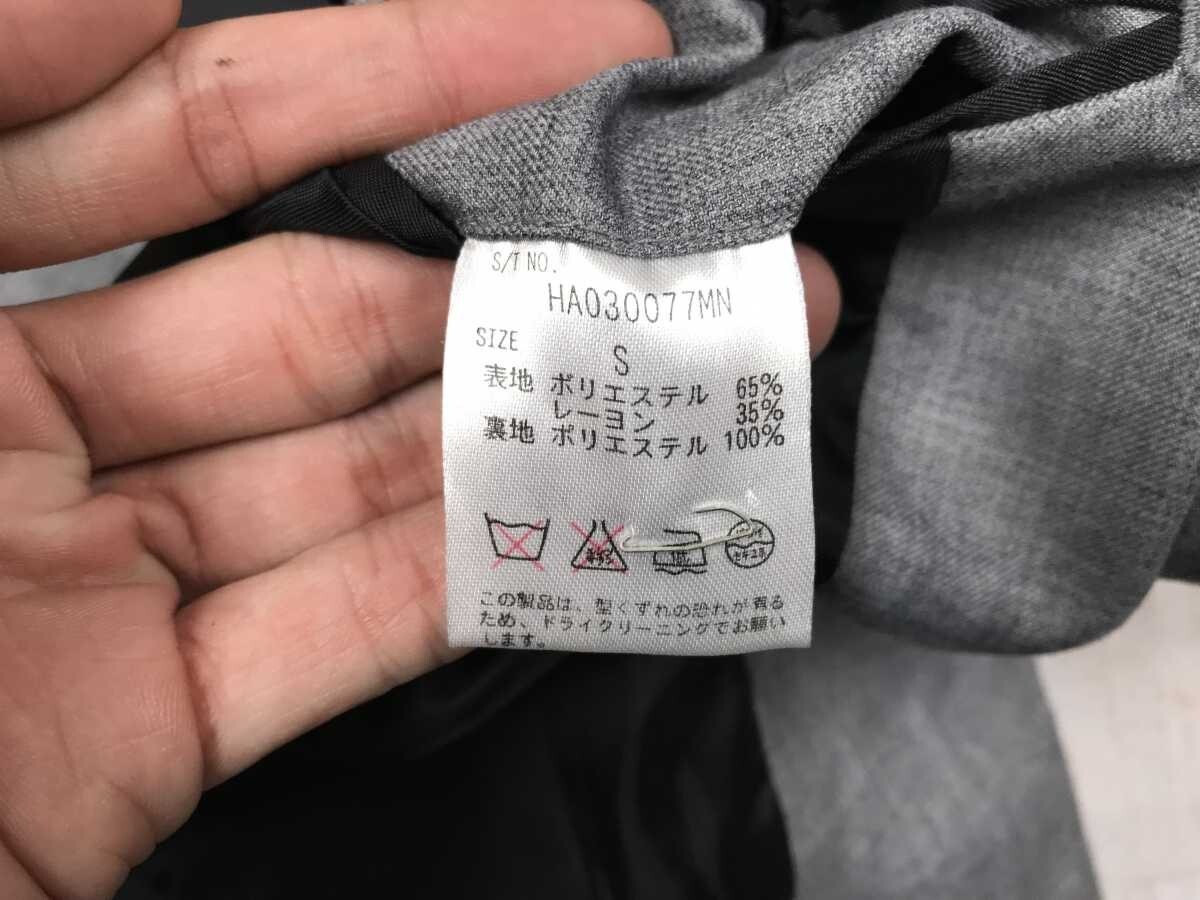 S/T NO.
HA030077MN
SIZE
S
表地 ポリエステル 65%
レーヨン 35%
裏地 ポリエステル 100%
この製品は、型くずれの恐れが有る
ため、ドライクリーニングでお願い
します。